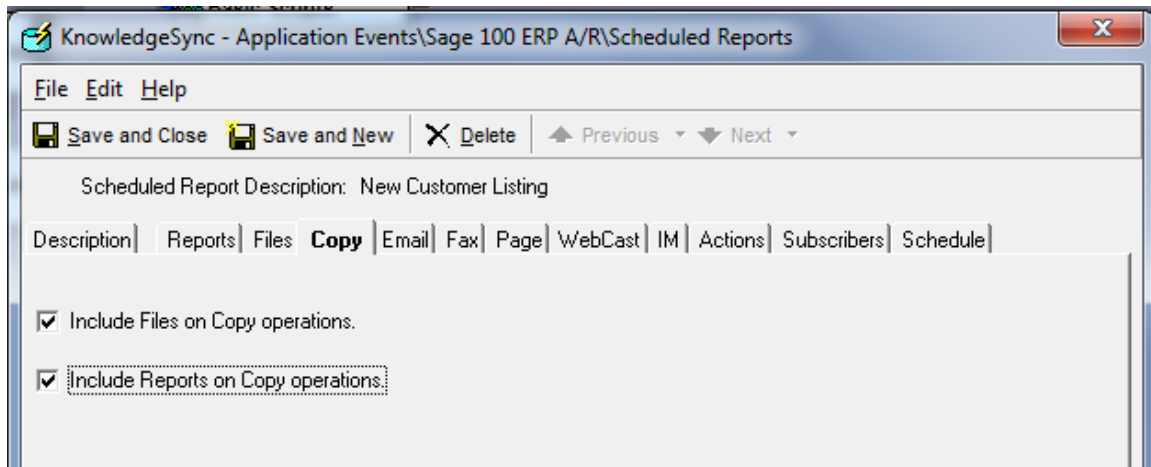 KnowledgeSync - Application Events\Sage 100 ERP A/R\Scheduled Reports
File Edit Help
Save and Close Save and New Delete Previous Next
Scheduled Report Description: New Customer Listing
Description Reports Files Copy Email Fax Page WebCast IM Actions Subscribers Schedule
Include Files on Copy operations.
Include Reports on Copy operations.